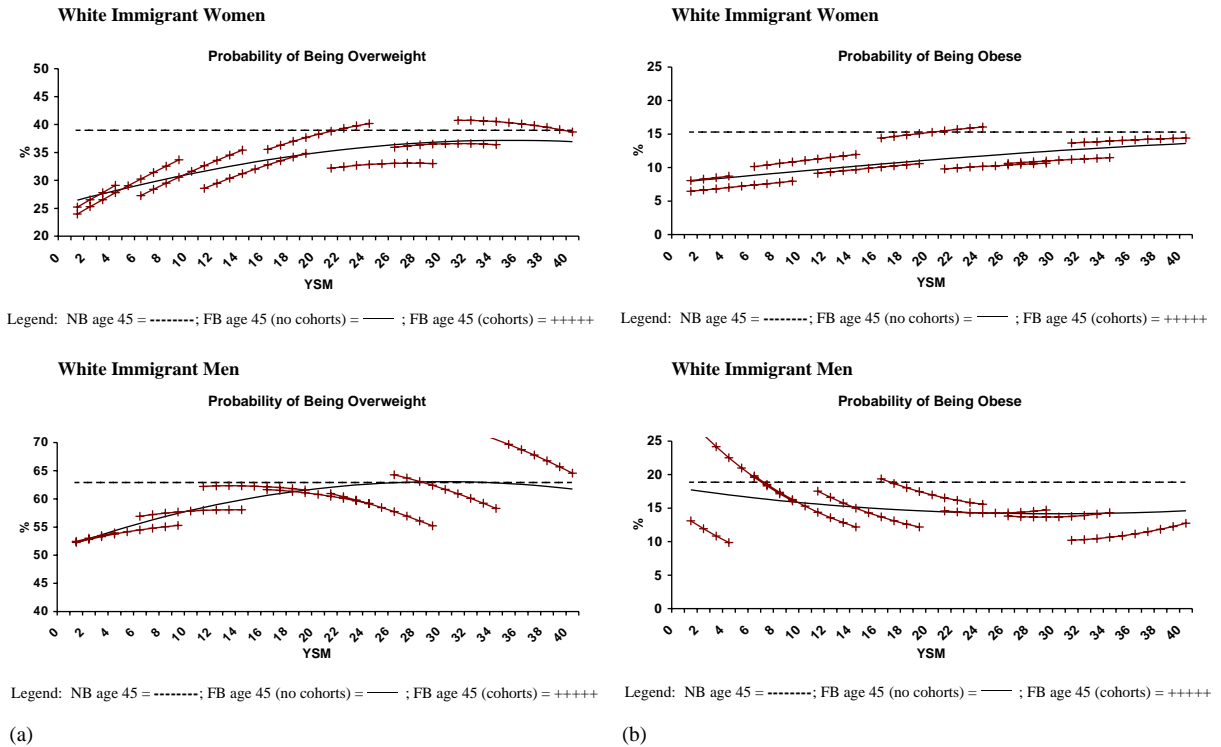 White Immigrant Women
Probability of Being Overweight
50
45
40
35
30
25
20
%
0 2 4 6 8 10 12 14 16 18 20 22 24 26 28 30 32 34 36 38 40
YSM
Legend: NB age 45 = -------; FB age 45 (no cohorts) = —— ; FB age 45 (cohorts) = +++++
White Immigrant Women
Probability of Being Obese
25
20
15
10
5
0
%
0 2 4 6 8 10 12 14 16 18 20 22 24 26 28 30 32 34 36 38 40
YSM
Legend: NB age 45 = -------; FB age 45 (no cohorts) = —— ; FB age 45 (cohorts) = +++++
White Immigrant Men
Probability of Being Overweight
70
65
60
55
50
45
40
%
0 2 4 6 8 10 12 14 16 18 20 22 24 26 28 30 32 34 36 38 40
YSM
Legend: NB age 45 = -------; FB age 45 (no cohorts) = —— ; FB age 45 (cohorts) = +++++
(a)
White Immigrant Men
Probability of Being Obese
25
20
15
10
5
0
%
0 2 4 6 8 10 12 14 16 18 20 22 24 26 28 30 32 34 36 38 40
YSM
Legend: NB age 45 = -------; FB age 45 (no cohorts) = —— ; FB age 45 (cohorts) = +++++
(b)